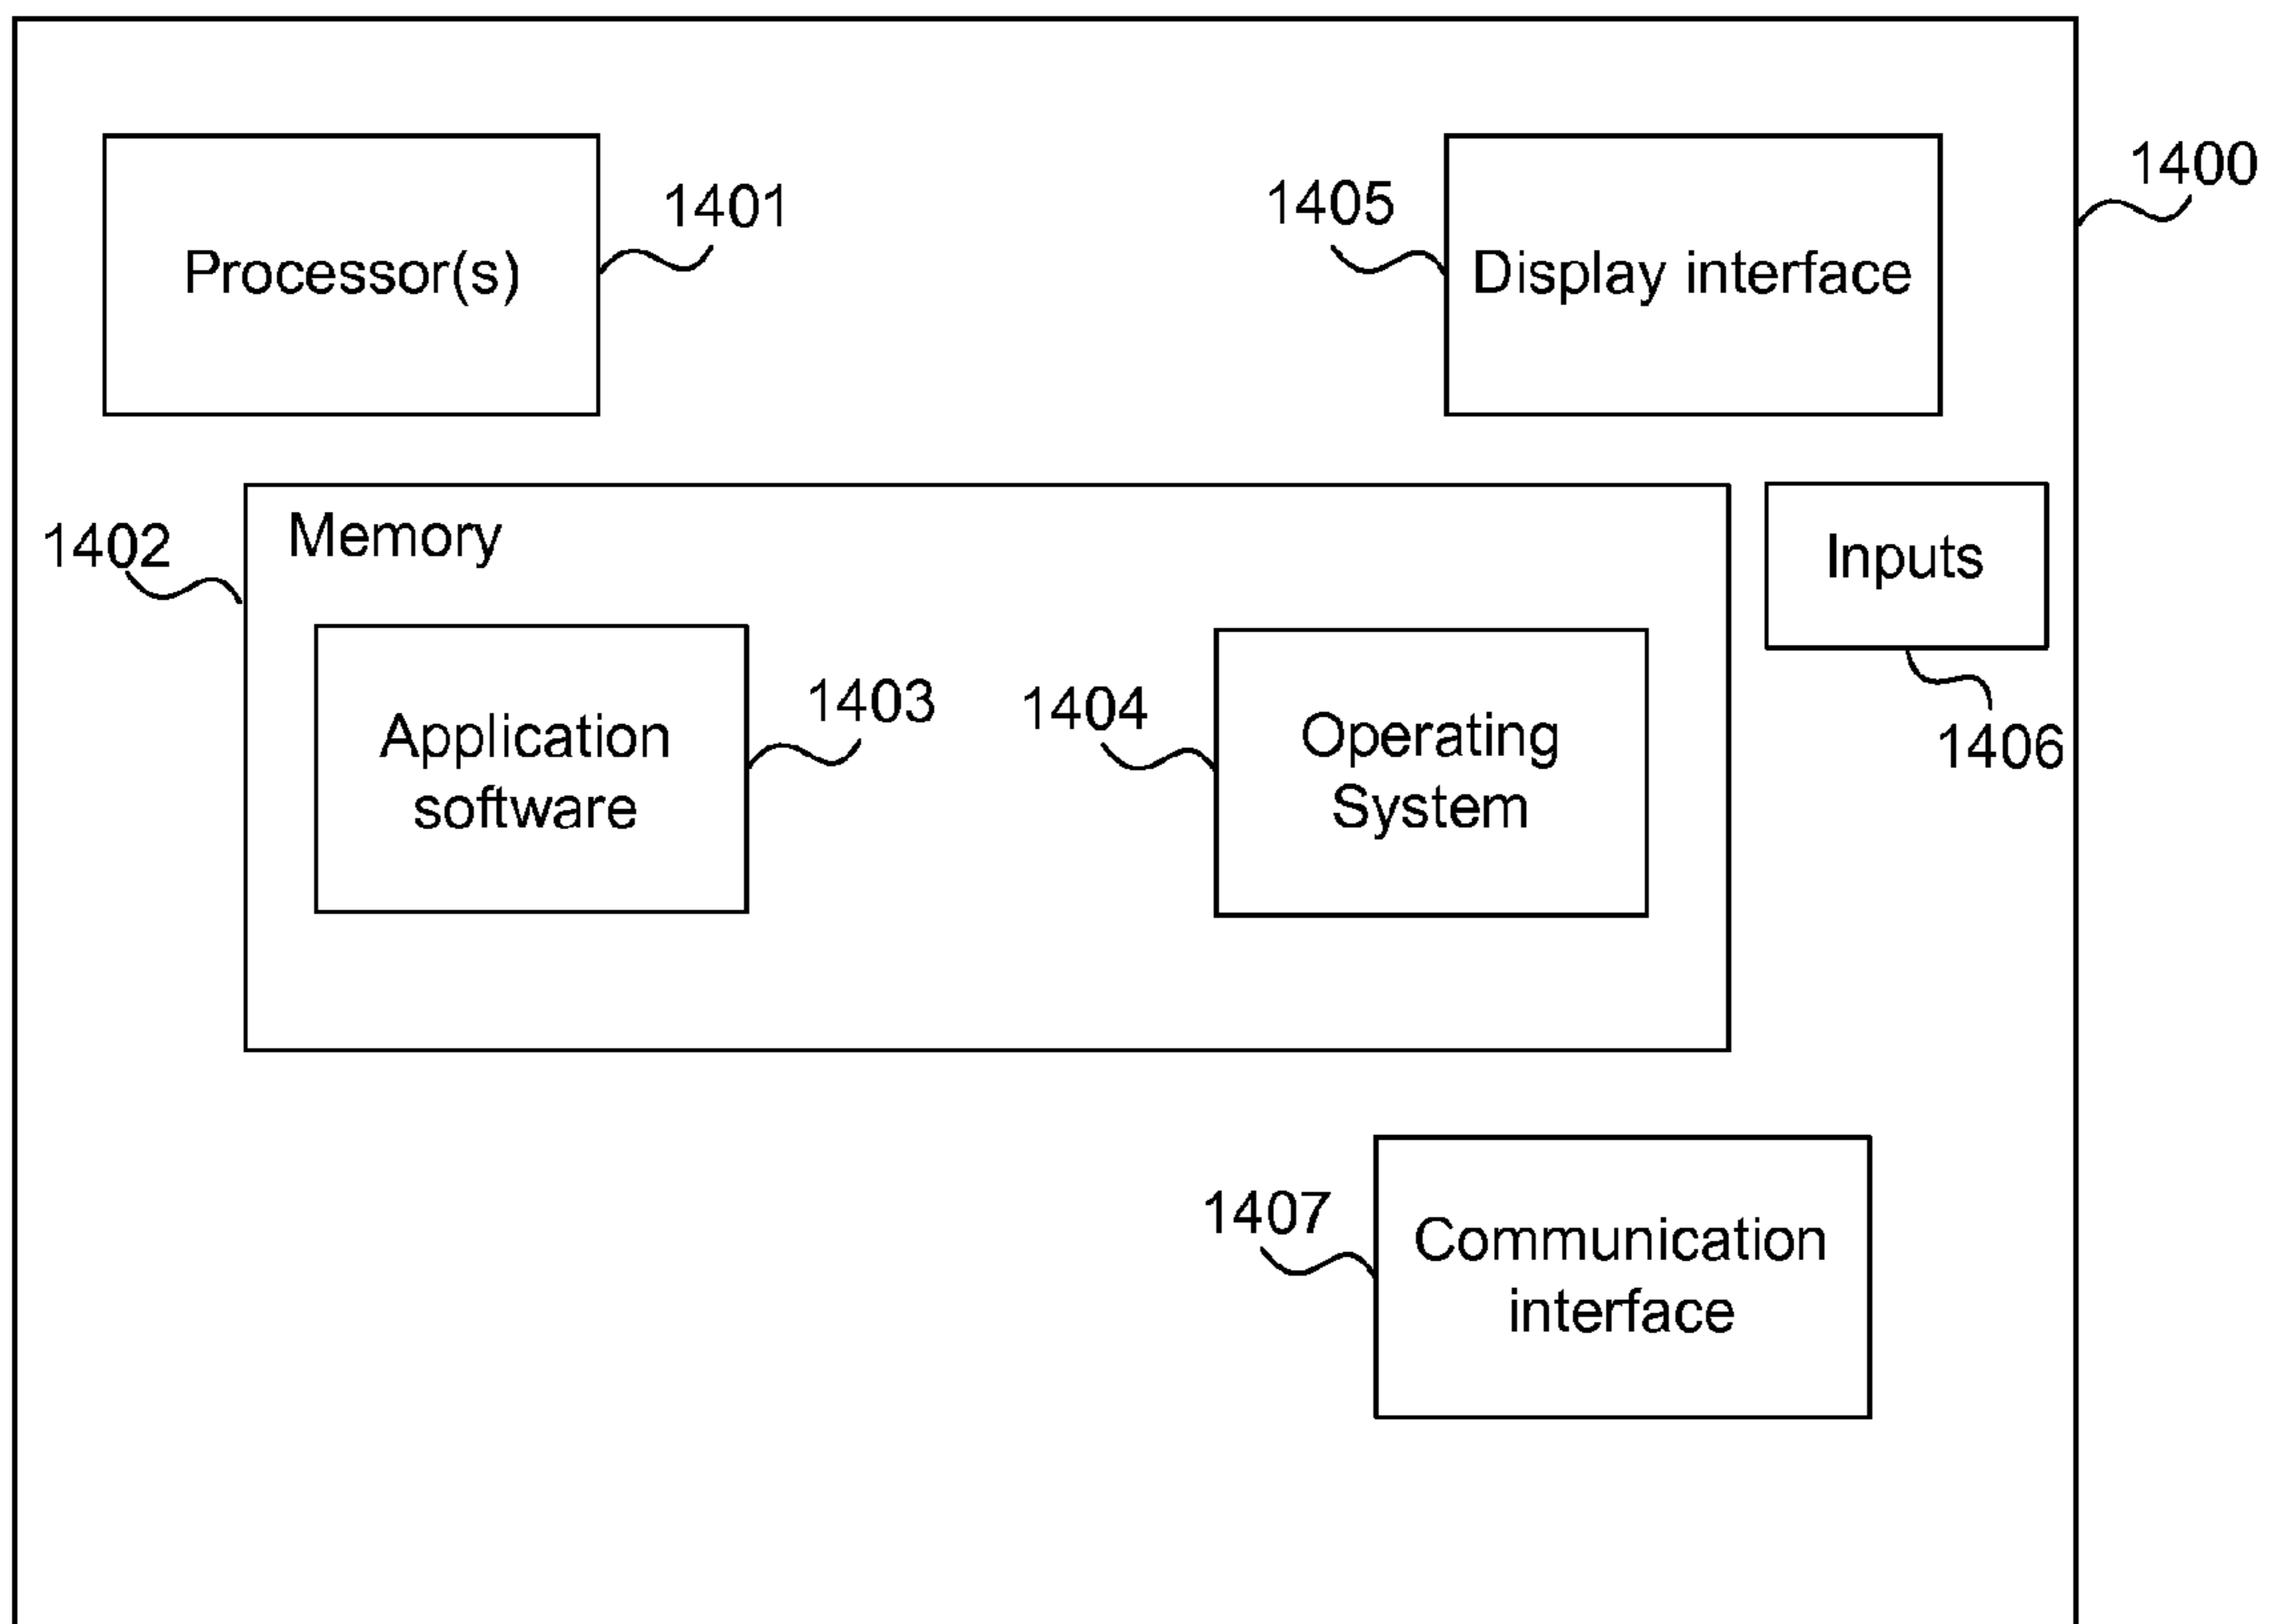 1400
Processor(s)
1401
1405
Display interface
1402
Memory
Inputs
1406
Application
software
1403
1404
Operating
System
1407
Communication
interface